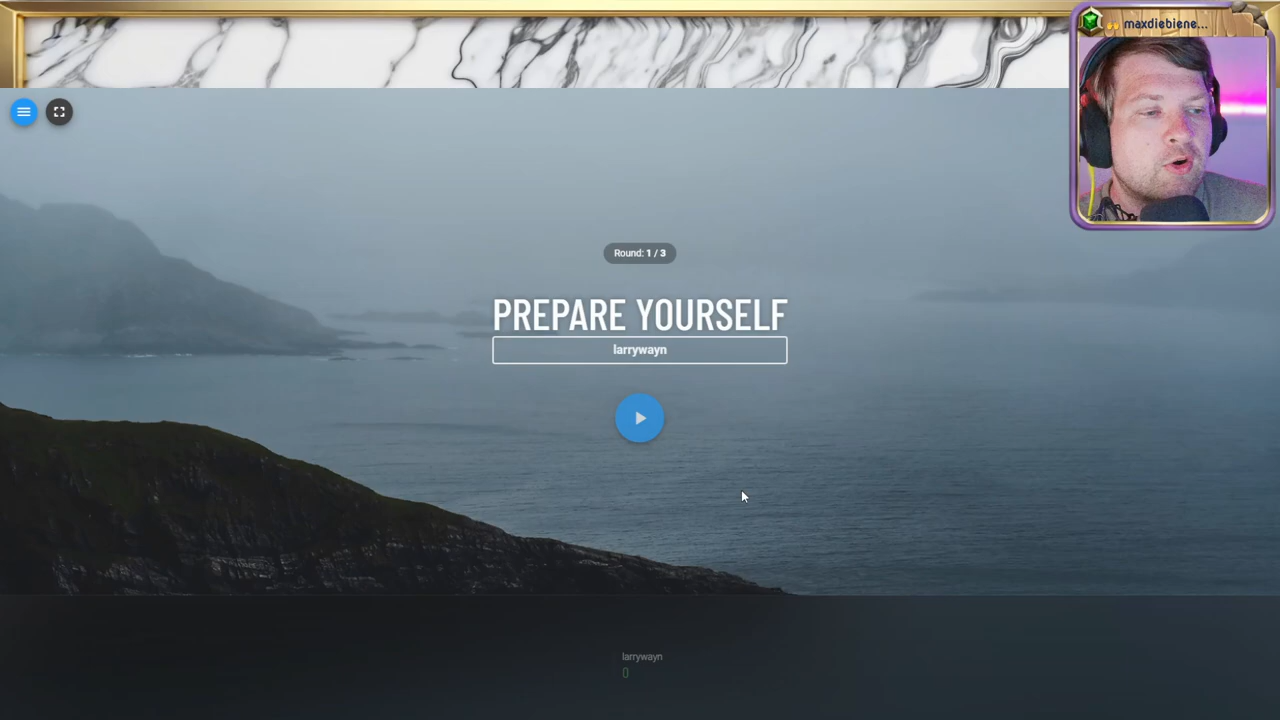 maxdiebiene...
Round: 1 / 3
PREPARE YOURSELF
larrywayn
larrywayn
0